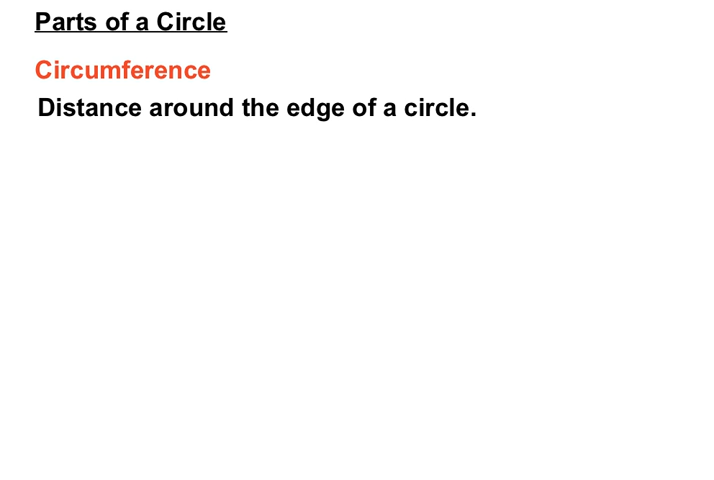 Parts of a Circle
Circumference
Distance around the edge of a circle.